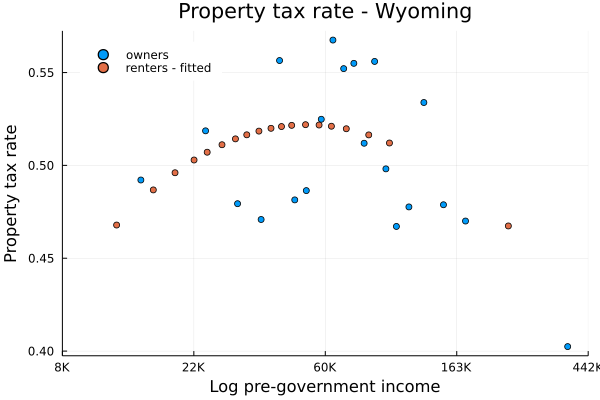 Property tax rate - Wyoming
owners
renters - fitted
Property tax rate
0.55
0.50
0.45
0.40
8K 22K 60K 163K 442K
Log pre-government income